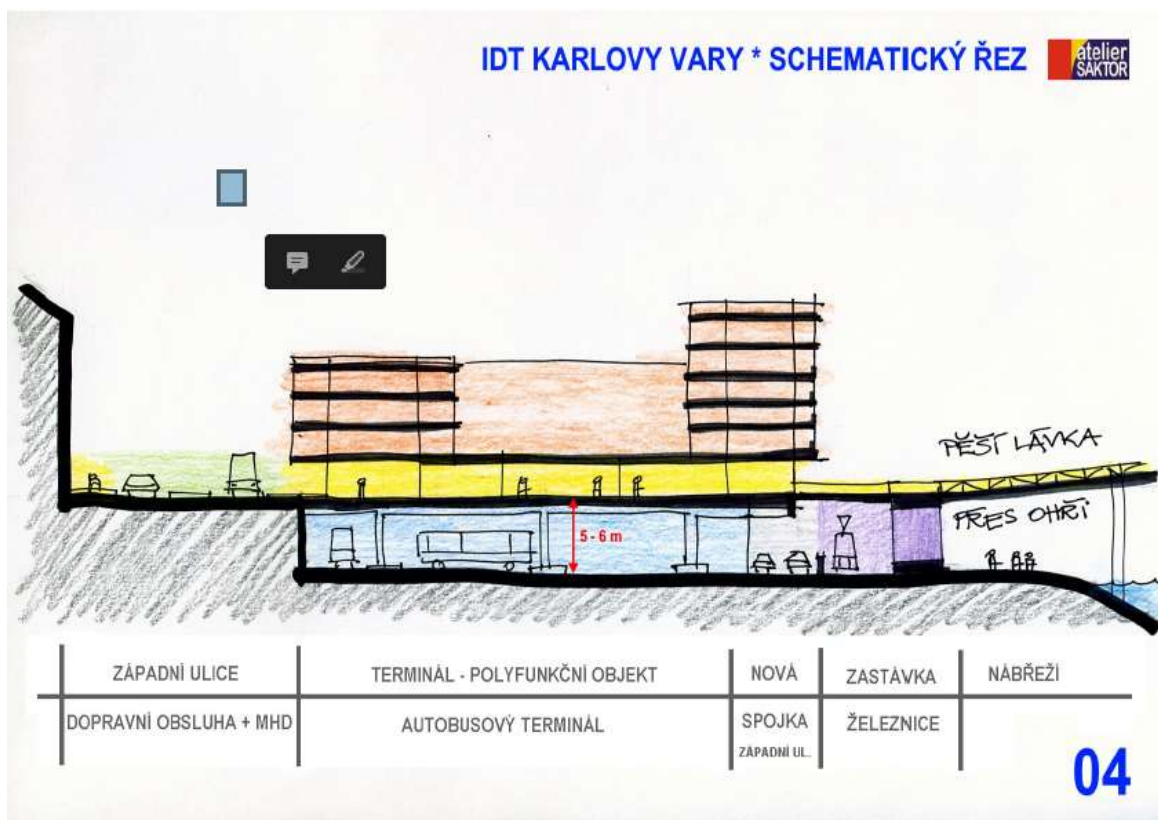 IDT KARLOVY VARY * SCHEMATICKÝ ŘEZ
atelier
SAKTOR
PĚŠÍ LÁVKA
PŘES OHŘI
5 - 6 m
ZÁPADNÍ ULICE
TERMINÁL - POLYFUNKČNÍ OBJEKT
NOVÁ
ZASTÁVKA
NÁBŘEŽÍ
DOPRAVNÍ OBSLUHA + MHD
AUTOBUSOVÝ TERMINÁL
SPOJKA
ŽELEZNICE
ZÁPADNÍ UL.
04